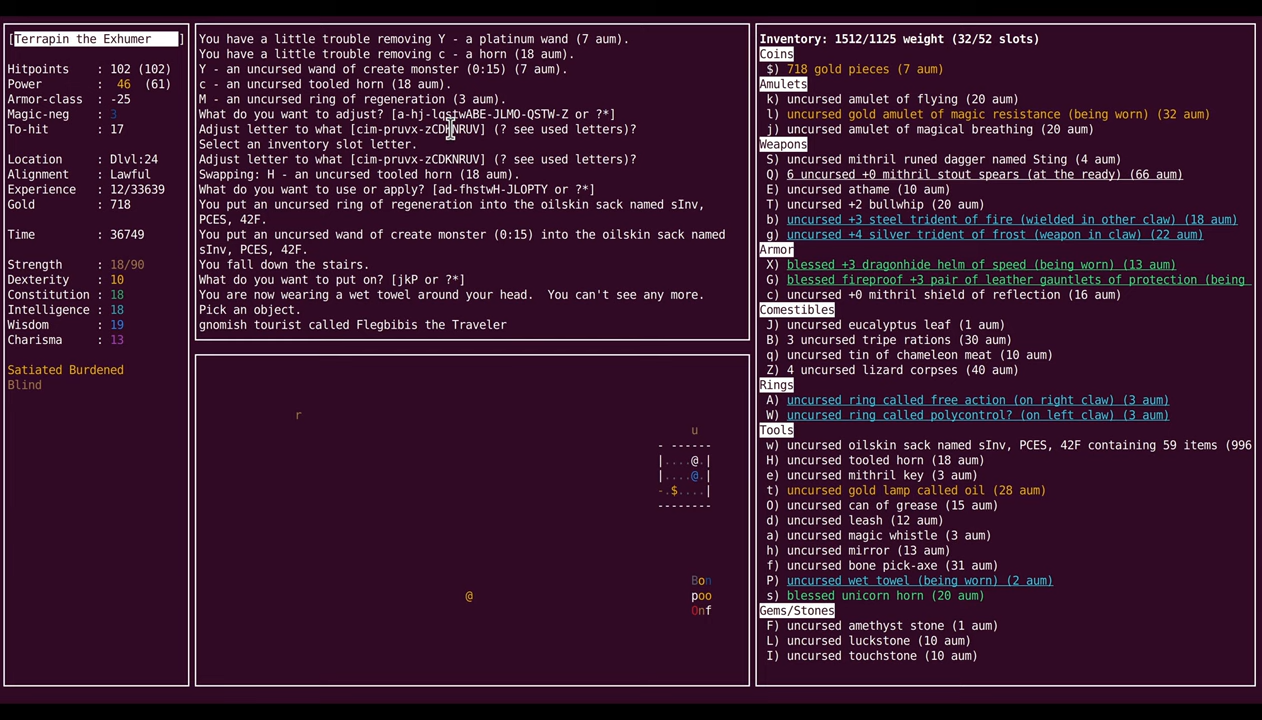 [Terrapin the Exhumer ]
Hitpoints : 102 (102)
Power : 46 (61)
Armor-class : -25
Magic-neg : 3
To-hit : 17
Location : Dlvl:24
Alignment : Lawful
Experience : 12/33639
Gold : 718
Time : 36749
Strength : 18/90
Dexterity : 10
Constitution : 18
Intelligence : 18
Wisdom : 19
Charisma : 13
Satiated Burdened
Blind
You have a little trouble removing Y - a platinum wand (7 aum).
You have a little trouble removing c - a horn (18 aum).
Y - an uncursed wand of create monster (0:15) (7 aum).
c - an uncursed tooled horn (18 aum).
M - an uncursed ring of regeneration (3 aum).
What do you want to adjust? [a-hj-lqstwABE-JLMO-QSTW-Z or ?*]
Adjust letter to what [cim-pruvx-zCDKNRUV] (? see used letters)?
Select an inventory slot letter.
Adjust letter to what [cim-pruvx-zCDKNRUV] (? see used letters)?
Swapping: H - an uncursed tooled horn (18 aum).
What do you want to use or apply? [ad-fhstwH-JLOPTY or ?*]
You put an uncursed ring of regeneration into the oilskin sack named sInv,
PCES, 42F.
You put an uncursed wand of create monster (0:15) into the oilskin sack named
sInv, PCES, 42F.
You fall down the stairs.
What do you want to put on? [jkP or ?*]
You are now wearing a wet towel around your head.  You can't see any more.
Pick an object.
gnomish tourist called Flegbibis the Traveler
r
u
- ------
|....@.|
|....@.|
-.$....|
--------
Bon
@ poo
Onf
Inventory: 1512/1125 weight (32/52 slots)
Coins
$) 718 gold pieces (7 aum)
Amulets
k) uncursed amulet of flying (20 aum)
l) uncursed gold amulet of magic resistance (being worn) (32 aum)
j) uncursed amulet of magical breathing (20 aum)
Weapons
S) uncursed mithril runed dagger named Sting (4 aum)
Q) 6 uncursed +0 mithril stout spears (at the ready) (66 aum)
E) uncursed athame (10 aum)
T) uncursed +2 bullwhip (20 aum)
b) uncursed +3 steel trident of fire (wielded in other claw) (18 aum)
g) uncursed +4 silver trident of frost (weapon in claw) (22 aum)
Armor
X) blessed +3 dragonhide helm of speed (being worn) (13 aum)
G) blessed fireproof +3 pair of leather gauntlets of protection (being
c) uncursed +0 mithril shield of reflection (16 aum)
Comestibles
J) uncursed eucalyptus leaf (1 aum)
B) 3 uncursed tripe rations (30 aum)
q) uncursed tin of chameleon meat (10 aum)
Z) 4 uncursed lizard corpses (40 aum)
Rings
A) uncursed ring called free action (on right claw) (3 aum)
W) uncursed ring called polycontrol? (on left claw) (3 aum)
Tools
w) uncursed oilskin sack named sInv, PCES, 42F containing 59 items (996
H) uncursed tooled horn (18 aum)
e) uncursed mithril key (3 aum)
t) uncursed gold lamp called oil (28 aum)
O) uncursed can of grease (15 aum)
d) uncursed leash (12 aum)
a) uncursed magic whistle (3 aum)
h) uncursed mirror (13 aum)
f) uncursed bone pick-axe (31 aum)
P) uncursed wet towel (being worn) (2 aum)
s) blessed unicorn horn (20 aum)
Gems/Stones
F) uncursed amethyst stone (1 aum)
L) uncursed luckstone (10 aum)
I) uncursed touchstone (10 aum)